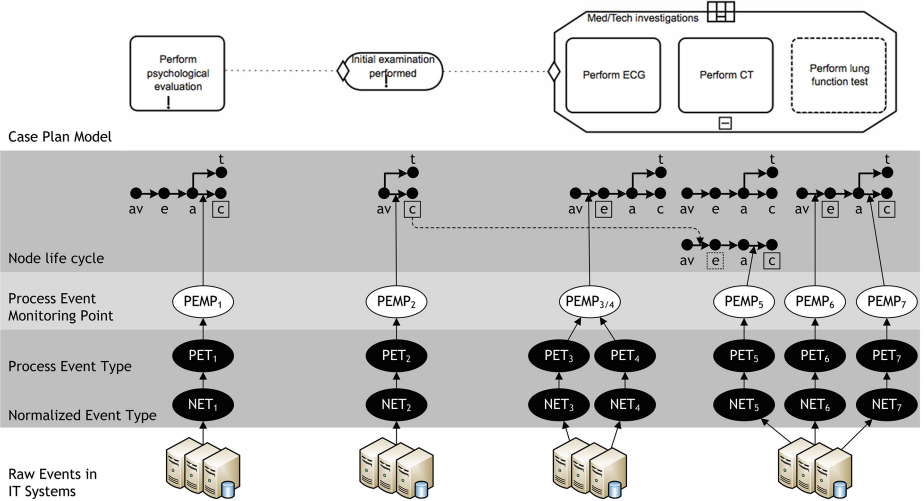 Med/Tech investigations
Perform
psychological
evaluation
!
Initial examination
performed
!
Perform ECG
Perform CT
Perform lung
function test
Case Plan Model
t t t t t
av e a c
av c
av e a c
av e a c
av e a c
av e a c
Node life cycle
Process Event
Monitoring Point
PEMP1 PEMP2 PEMP3/4 PEMP5 PEMP6 PEMP7
Process Event Type
PET1 PET2 PET3 PET4 PET5 PET6 PET7
Normalized Event Type
NET1 NET2 NET3 NET4 NET5 NET6 NET7
Raw Events in
IT Systems